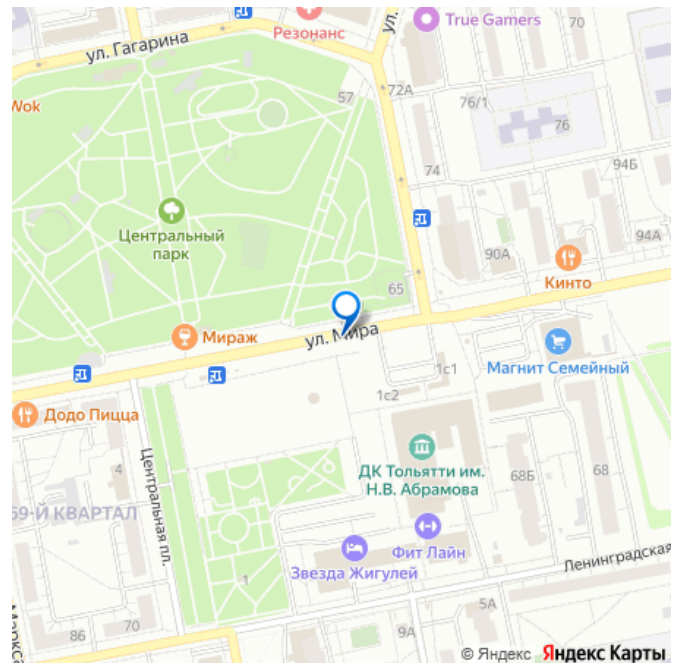 ул. Гагарина
Резонанс
ул.
True Gamers
70
Wok
57
72А
76/1
76
74
94Б
Центральный
парк
90А
94А
Кинто
65
Мираж
ул. Мира
Магнит Семейный
1с1
1с2
Додо Пицца
4
Центральная пл.
ДК Тольятти им.
Н.В. Абрамова
68Б
68
59-Й КВАРТАЛ
Фит Лайн
Звезда Жигулей
Ленинградская
1
5А
86
70
9А
© Яндекс Яндекс Карты